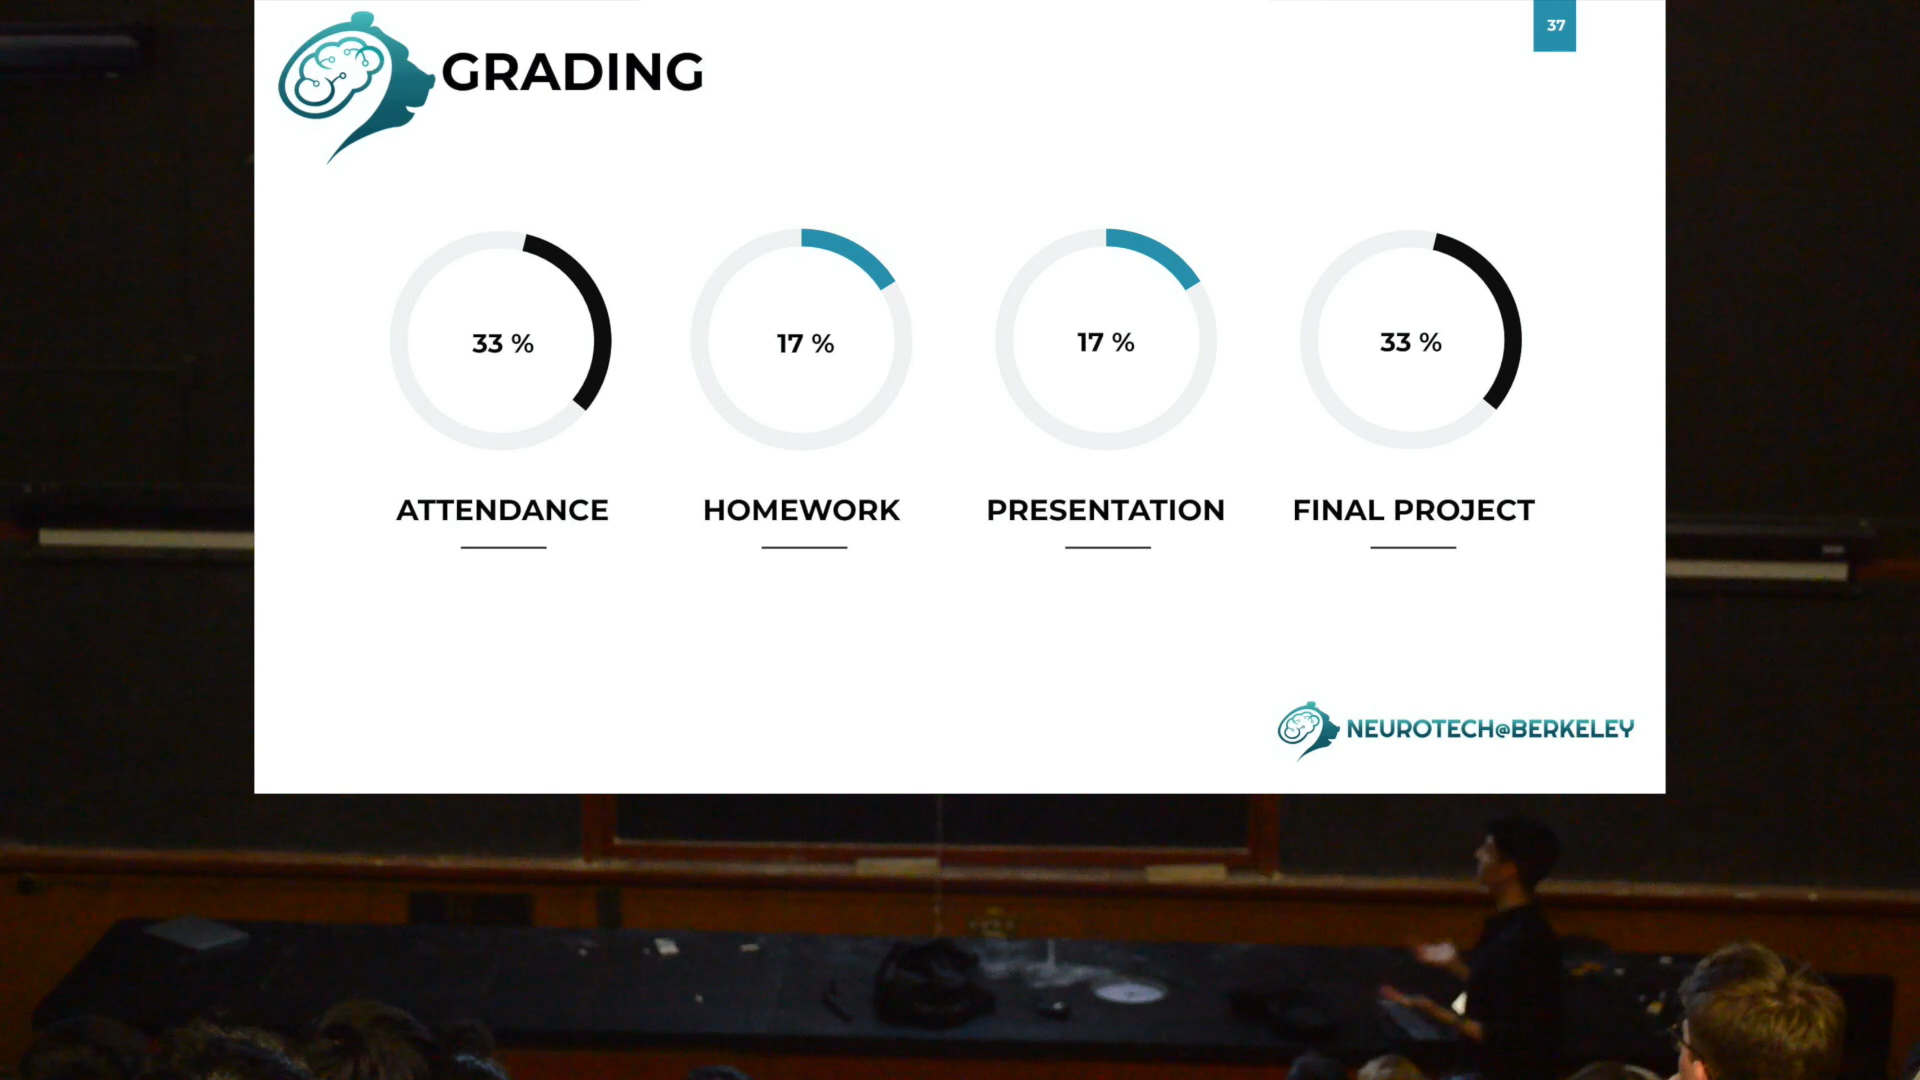 37
GRADING
33 %
17 %
17 %
33 %
ATTENDANCE
HOMEWORK
PRESENTATION
FINAL PROJECT
NEUROTECH@BERKELEY